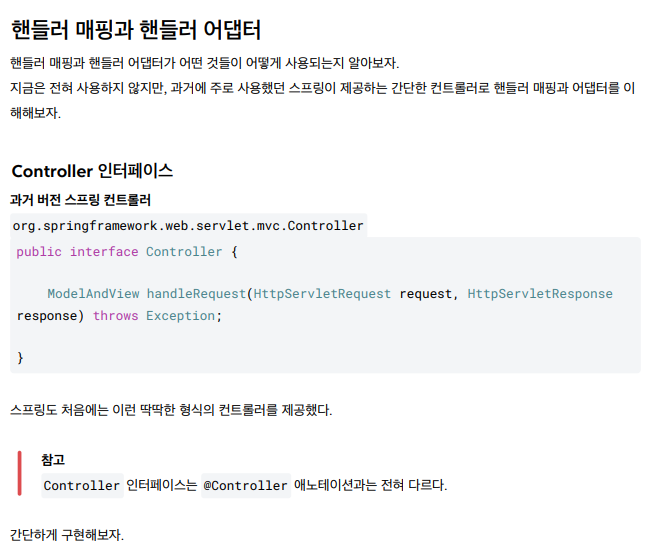 핸들러 매핑과 핸들러 어댑터
핸들러 매핑과 핸들러 어댑터가 어떤 것들이 어떻게 사용되는지 알아보자.
지금은 전혀 사용하지 않지만, 과거에 주로 사용했던 스프링이 제공하는 간단한 컨트롤러로 핸들러 매핑과 어댑터를 이
해해보자.
Controller 인터페이스
과거 버전 스프링 컨트롤러
org.springframework.web.servlet.mvc.Controller
public interface Controller {
ModelAndView handleRequest(HttpServletRequest request, HttpServletResponse
response) throws Exception;
}
스프링도 처음에는 이런 딱딱한 형식의 컨트롤러를 제공했다.
참고
Controller 인터페이스는 @Controller 애노테이션과는 전혀 다르다.
간단하게 구현해보자.